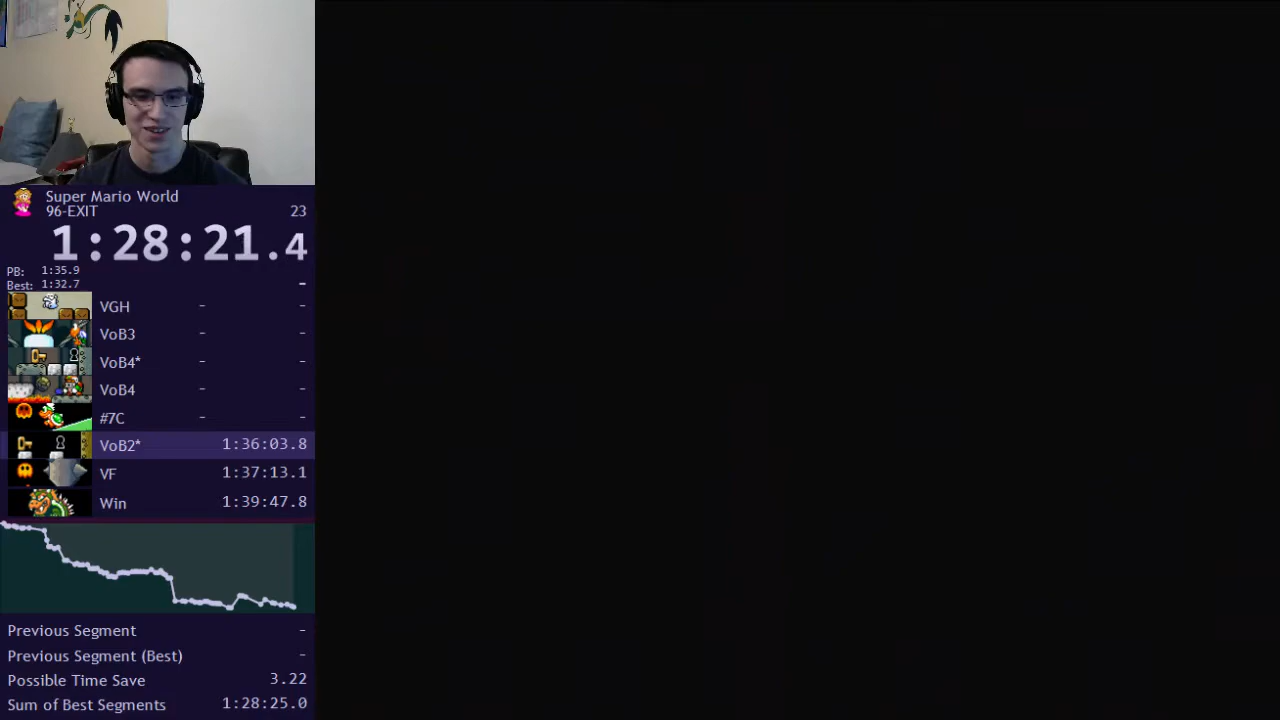 Super Mario World
96-EXIT 23
1:28:21.4
PB: 1:35.9
Best: 1:32.7 -
VGH - -
VoB3 - -
VoB4* - -
VoB4 - -
#7C - -
VoB2* 1:36:03.8
VF 1:37:13.1
Win 1:39:47.8
Previous Segment -
Previous Segment (Best) -
Possible Time Save 3.22
Sum of Best Segments 1:28:25.0